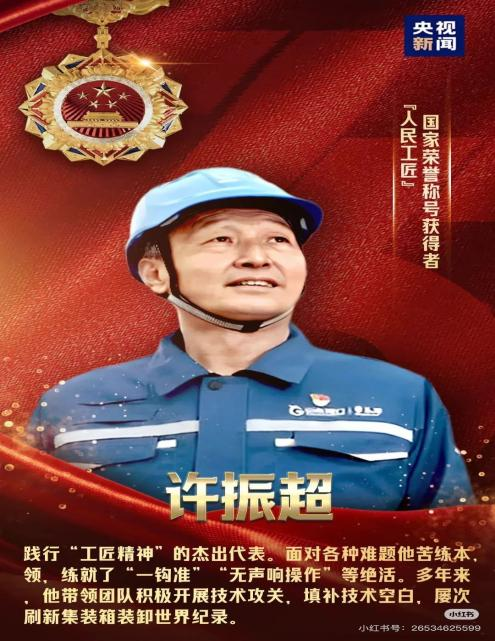 央视
新闻
国家荣誉称号获得者
『人民工匠』
许振超
践行“工匠精神”的杰出代表。面对各种难题他苦练本
领，练就了“一钩准”“无声响操作”等绝活。多年来
，他带领团队积极开展技术攻关，填补技术空白，屡次
刷新集装箱装卸世界纪录。
小红书
小红书号：26534625599